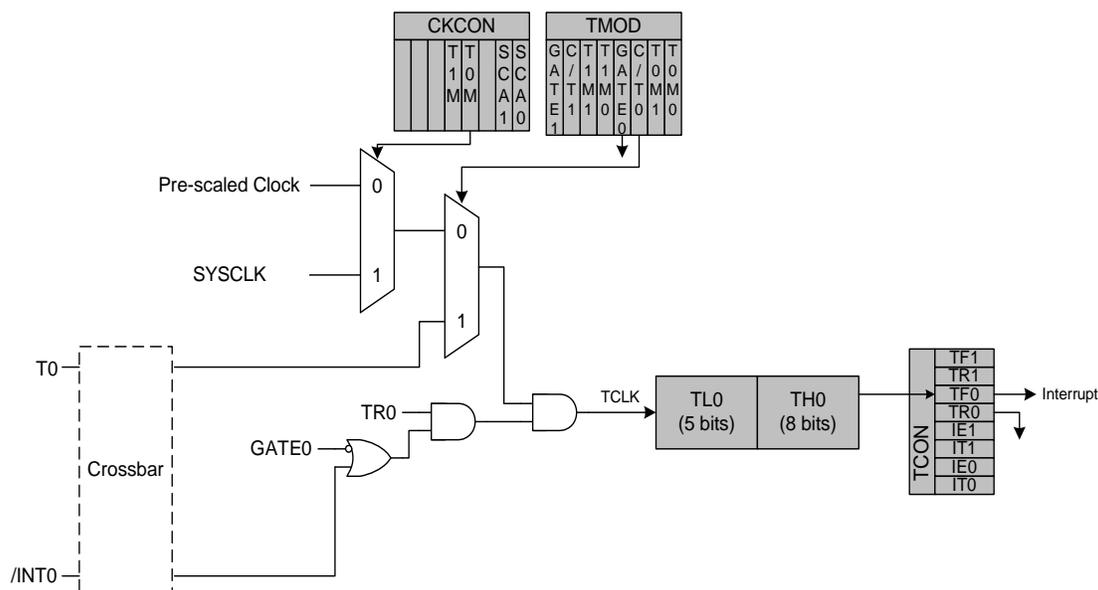 CKCON
T1M
T0M
SCA1
SCA0
TMOD
GATE1
C/T1
T1M1
T1M0
GATE0
C/T0
T0M1
T0M0
Pre-scaled Clock
0
SYSCLK
1
0
1
T0
Crossbar
/INT0
TR0
GATE0
TCLK
TL0
(5 bits)
TH0
(8 bits)
TCON
TF1
TR1
TF0
TR0
IE1
IT1
IE0
IT0
Interrupt